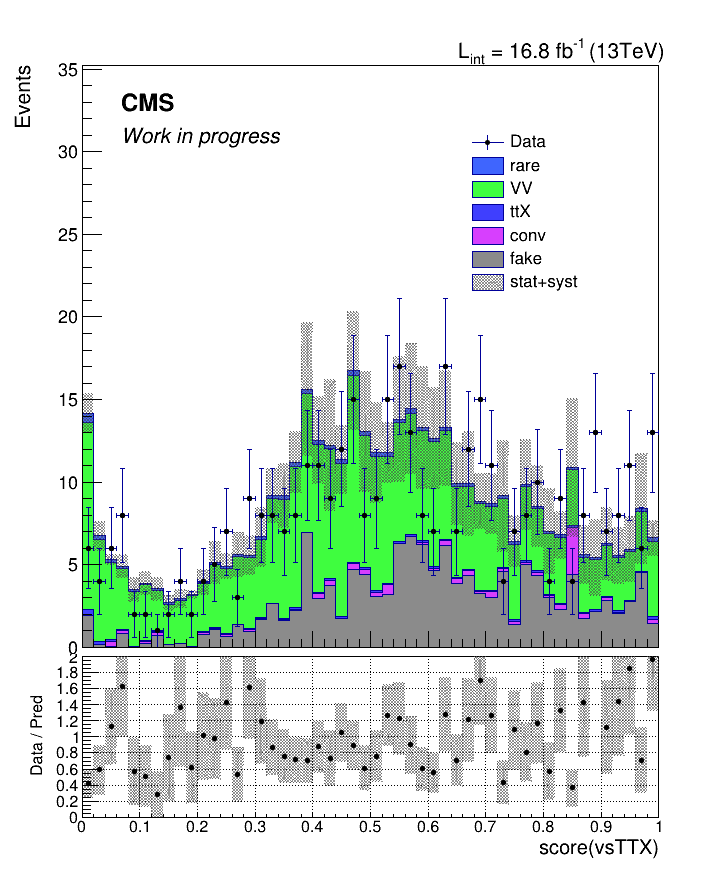 L_int = 16.8 fb^-1 (13TeV)
Events
35
CMS
Work in progress
30
Data
rare
VV
25
ttX
conv
fake
stat+syst
20
15
10
5
0
Data / Pred
2
1.8
1.6
1.4
1.2
1
0.8
0.6
0.4
0.2
0
0 0.1 0.2 0.3 0.4 0.5 0.6 0.7 0.8 0.9 1
score(vsTTX)